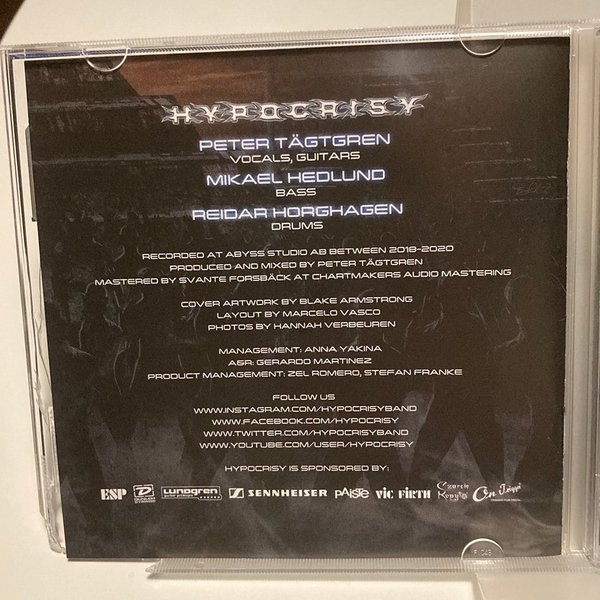 HYPOCRISY
PETER TÄGTGREN
VOCALS, GUITARS
MIKAEL HEDLUND
BASS
REIDAR HORGHAGEN
DRUMS
RECORDED AT ABYSS STUDIO AB BETWEEN 2018-2020
PRODUCED AND MIXED BY PETER TÄGTGREN
MASTERED BY SVANTE FORSBÄCK AT CHARTMAKERS AUDIO MASTERING
COVER ARTWORK BY BLAKE ARMSTRONG
LAYOUT BY MARCELO VASCO
PHOTOS BY HANNAH VERBEUREN
MANAGEMENT: ANNA YAKINA
A&R: GERARDO MARTINEZ
PRODUCT MANAGEMENT: ZEL ROMERO, STEFAN FRANKE
FOLLOW US
WWW.INSTAGRAM.COM/HYPOCRISYBAND
WWW.FACEBOOK.COM/HYPOCRISY
WWW.TWITTER.COM/HYPOCRISYBAND
WWW.YOUTUBE.COM/USER/HYPOCRISY
HYPOCRISY IS SPONSORED BY:
ESP DUNLOP Lundgren SENNHEISER PAiSTe VIC FIRTH